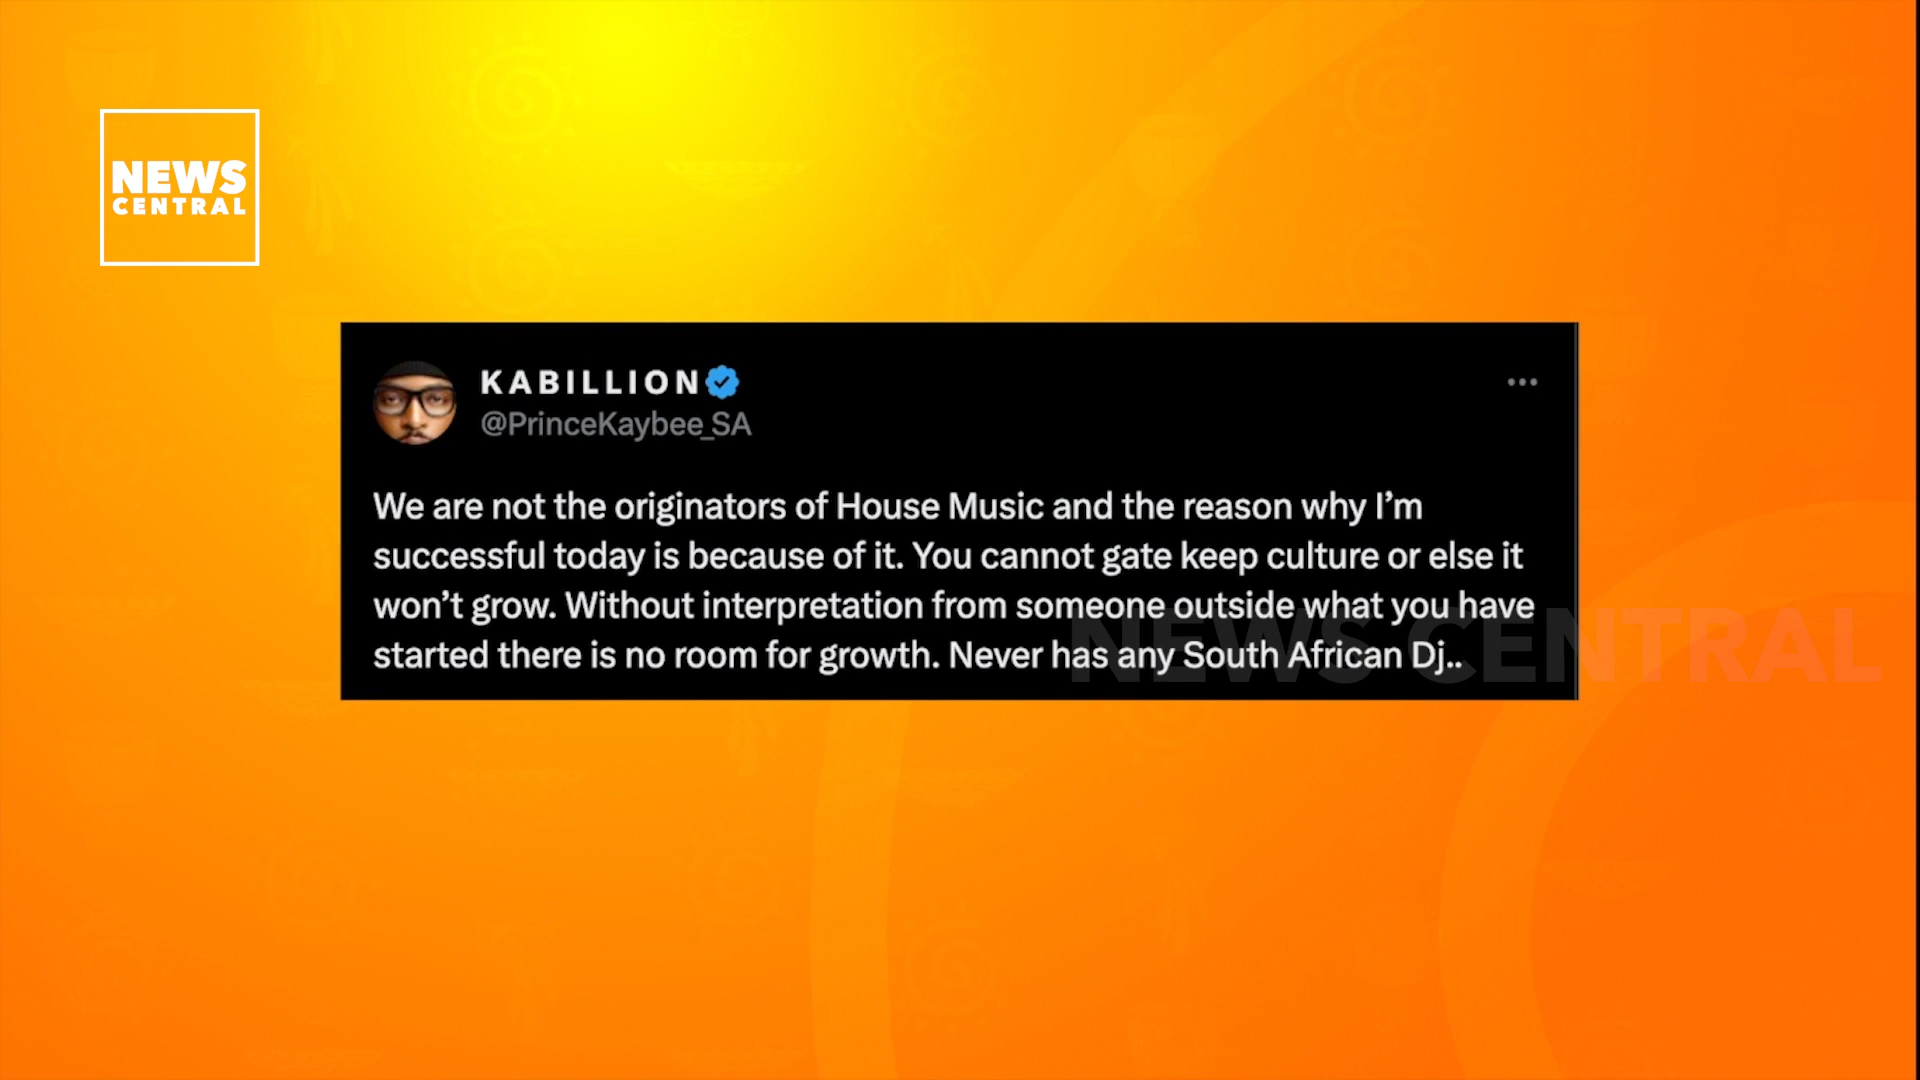 NEWS
CENTRAL
KABILLION
@PrinceKaybee_SA
We are not the originators of House Music and the reason why I’m
successful today is because of it. You cannot gate keep culture or else it
won’t grow. Without interpretation from someone outside what you have
started there is no room for growth. Never has any South African Dj..
NEWS CENTRAL